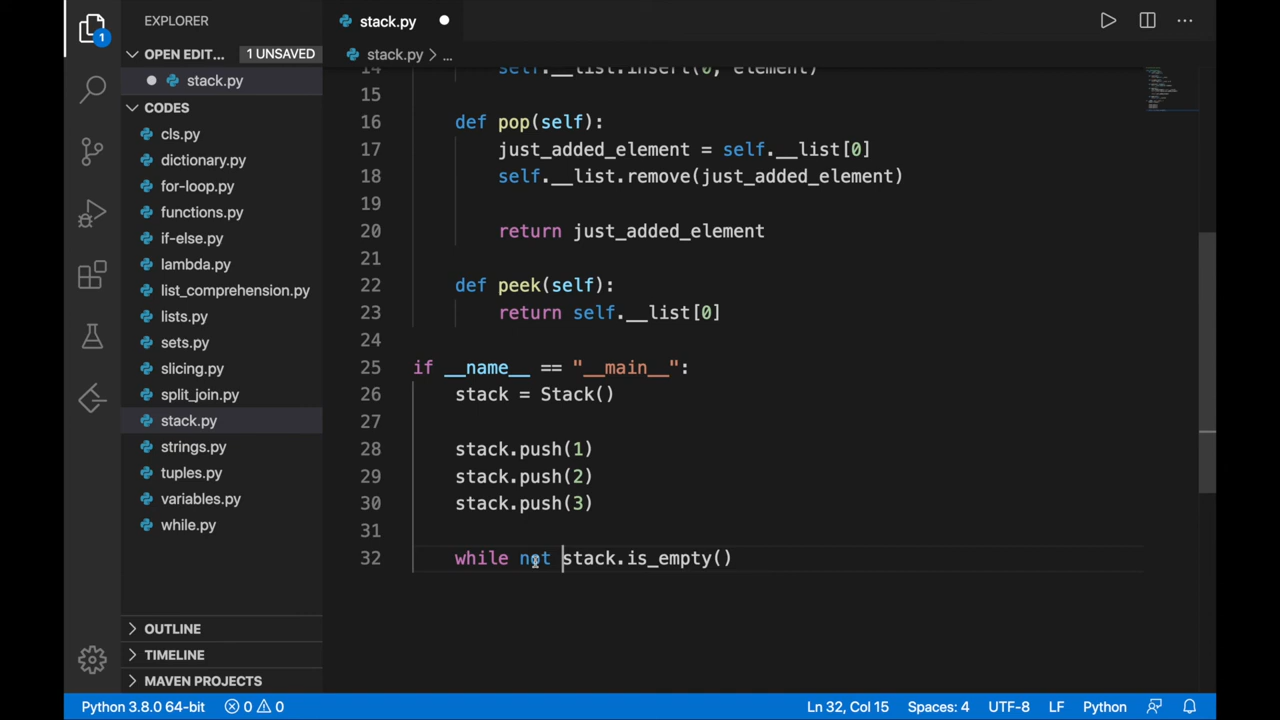 EXPLORER
stack.py
OPEN EDIT... 1 UNSAVED
stack.py > ...
stack.py
CODES
cls.py
dictionary.py
for-loop.py
functions.py
if-else.py
lambda.py
list_comprehension.py
lists.py
sets.py
slicing.py
split_join.py
stack.py
strings.py
tuples.py
variables.py
while.py
OUTLINE
TIMELINE
MAVEN PROJECTS
1
14 self.__list.insert(0, element)
15
16 def pop(self):
17 just_added_element = self.__list[0]
18 self.__list.remove(just_added_element)
19
20 return just_added_element
21
22 def peek(self):
23 return self.__list[0]
24
25 if __name__ == "__main__":
26 stack = Stack()
27
28 stack.push(1)
29 stack.push(2)
30 stack.push(3)
31
32 while not stack.is_empty()
Python 3.8.0 64-bit 0 0 Ln 32, Col 15 Spaces: 4 UTF-8 LF Python